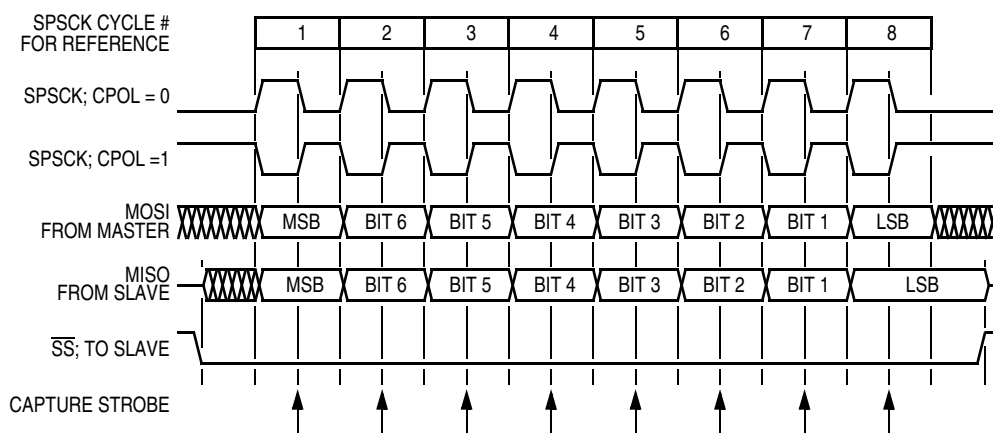 SPSCK CYCLE #
FOR REFERENCE
1 2 3 4 5 6 7 8
SPSCK; CPOL = 0
SPSCK; CPOL =1
MOSI
FROM MASTER
MSB BIT 6 BIT 5 BIT 4 BIT 3 BIT 2 BIT 1 LSB
MISO
FROM SLAVE
MSB BIT 6 BIT 5 BIT 4 BIT 3 BIT 2 BIT 1 LSB
SS; TO SLAVE
CAPTURE STROBE